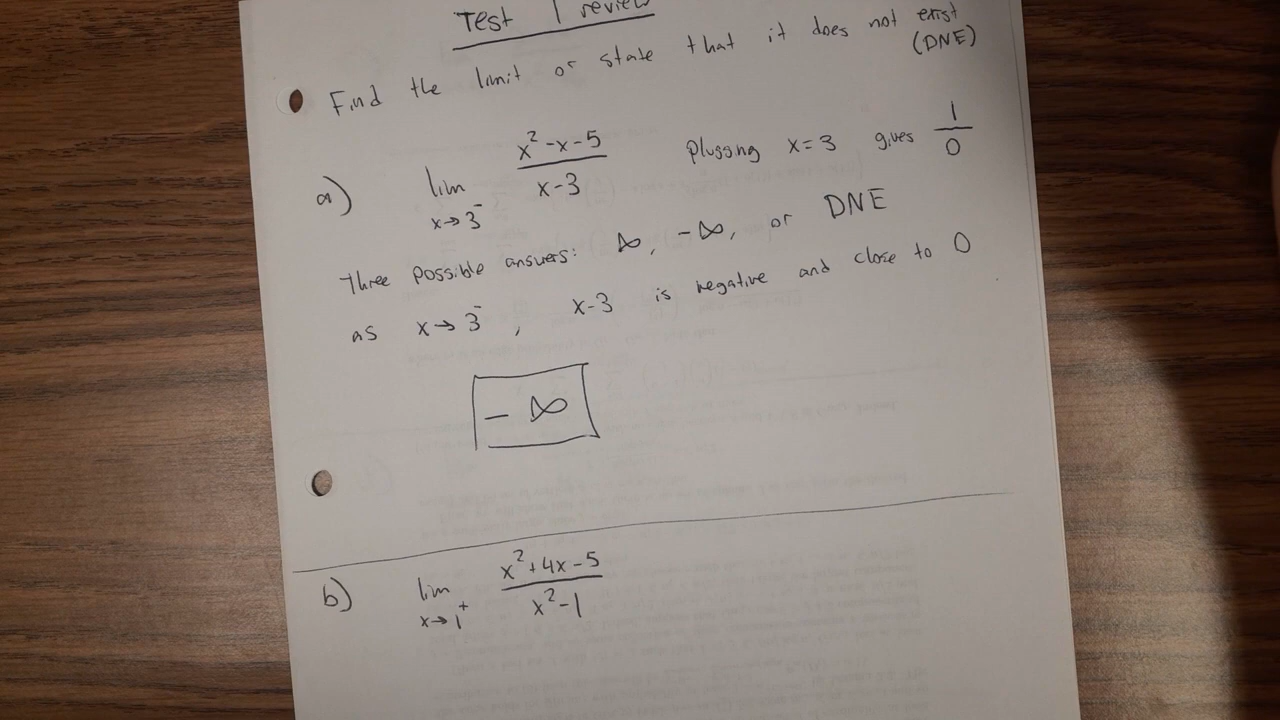 Test 1 review
Find the limit or state that it does not exist
(DNE)
a) lim x→3⁻ (x²-x-5)/(x-3) plugging x=3 gives 1/0
Three possible answers: ∞, -∞, or DNE
as x→3⁻, x-3 is negative and close to 0
-∞
b) lim x→1⁺ (x²+4x-5)/(x²-1)